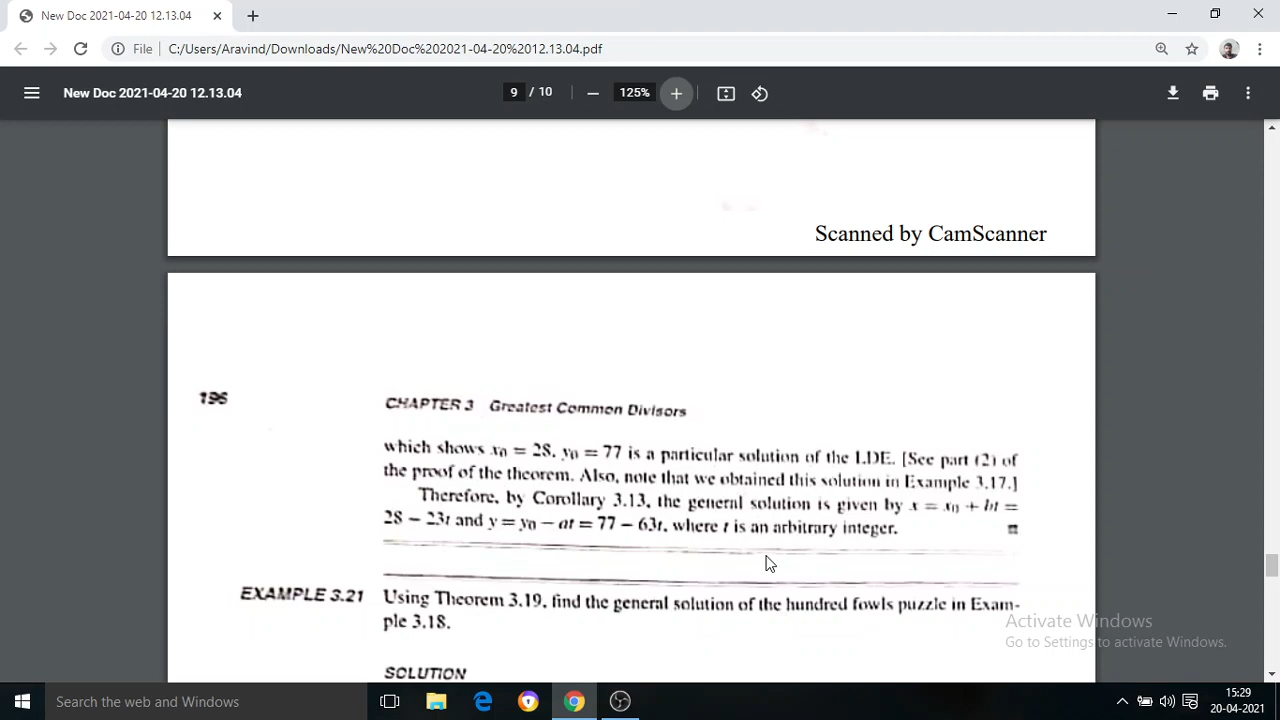 New Doc 2021-04-20 12.13.04
File
C:/Users/Aravind/Downloads/New%20Doc%202021-04-20%2012.13.04.pdf
New Doc 2021-04-20 12.13.04
9 / 10
125%
Scanned by CamScanner
196
CHAPTER 3 Greatest Common Divisors
which shows x₀ = 28, y₀ = 77 is a particular solution of the LDE. [See part (2) of
the proof of the theorem. Also, note that we obtained this solution in Example 3.17.]
Therefore, by Corollary 3.13, the general solution is given by x = x₀ + bt =
28 − 23t and y = y₀ − at = 77 − 63t, where t is an arbitrary integer.
EXAMPLE 3.21
Using Theorem 3.19, find the general solution of the hundred fowls puzzle in Exam-
ple 3.18.
SOLUTION
Activate Windows
Go to Settings to activate Windows.
Search the web and Windows
15:29
20-04-2021